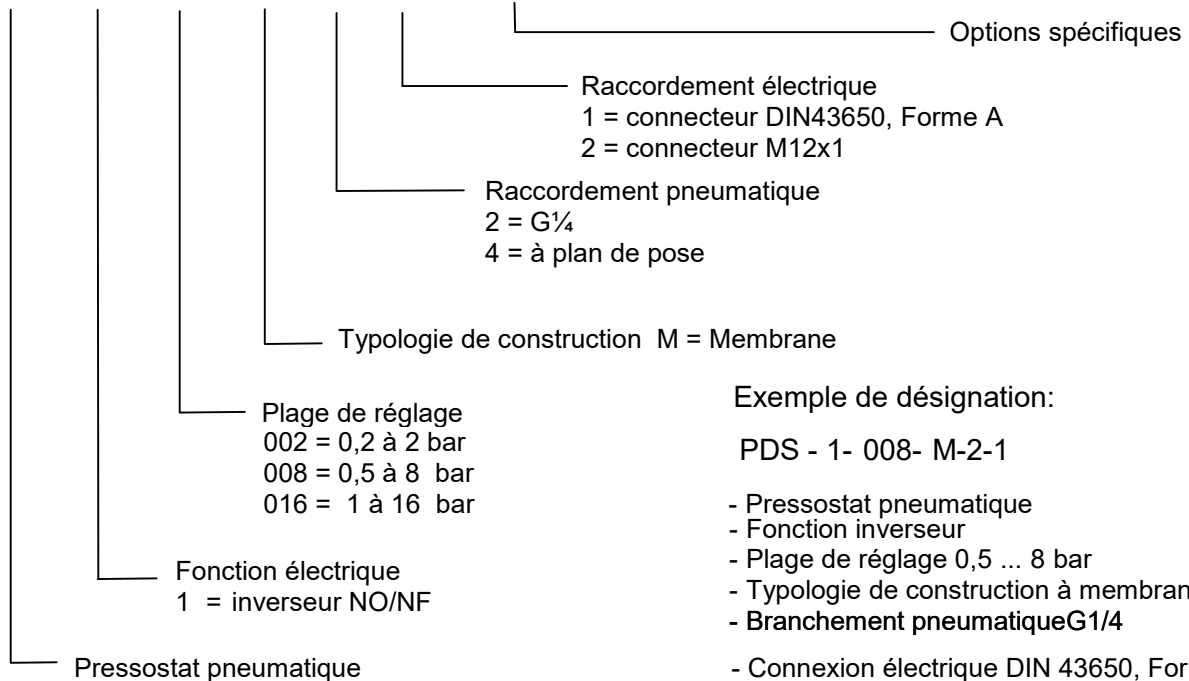 Options spécifiques
Raccordement électrique
1 = connecteur DIN43650, Forme A
2 = connecteur M12x1
Raccordement pneumatique
2 = G¼
4 = à plan de pose
Typologie de construction M = Membrane
Plage de réglage
002 = 0,2 à 2 bar
008 = 0,5 à 8 bar
016 = 1 à 16 bar
Fonction électrique
1 = inverseur NO/NF
Pressostat pneumatique
Exemple de désignation:
PDS - 1- 008- M-2-1
- Pressostat pneumatique
- Fonction inverseur
- Plage de réglage 0,5 ... 8 bar
- Typologie de construction à membran
- Branchement pneumatiqueG1/4
- Connexion électrique DIN 43650, For